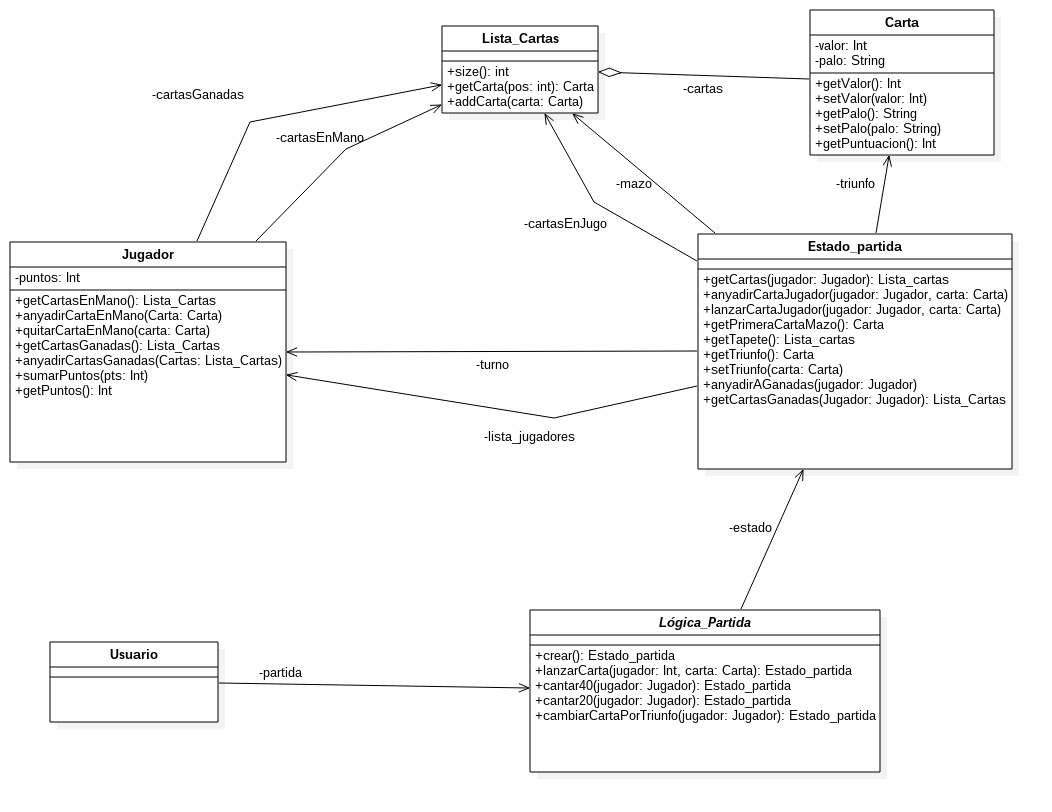 Lista_Cartas
+size(): int
+getCarta(pos: int): Carta
+addCarta(carta: Carta)
Carta
-valor: Int
-palo: String
+getValor(): Int
+setValor(valor: Int)
+getPalo(): String
+setPalo(palo: String)
+getPuntuacion(): Int
-cartas
-cartasGanadas
-cartasEnMano
-mazo
-cartasEnJugo
-triunfo
Jugador
-puntos: Int
+getCartasEnMano(): Lista_Cartas
+anyadirCartaEnMano(Carta: Carta)
+quitarCartaEnMano(carta: Carta)
+getCartasGanadas(): Lista_Cartas
+anyadirCartasGanadas(Cartas: Lista_Cartas)
+sumarPuntos(pts: Int)
+getPuntos(): Int
Estado_partida
+getCartas(jugador: Jugador): Lista_cartas
+anyadirCartaJugador(jugador: Jugador, carta: Carta)
+lanzarCartaJugador(jugador: Jugador, carta: Carta)
+getPrimeraCartaMazo(): Carta
+getTapete(): Lista_cartas
+getTriunfo(): Carta
+setTriunfo(carta: Carta)
+anyadirAGanadas(jugador: Jugador)
+getCartasGanadas(Jugador: Jugador): Lista_Cartas
-turno
-lista_jugadores
-estado
Usuario
-partida
Lógica_Partida
+crear(): Estado_partida
+lanzarCarta(jugador: Int, carta: Carta): Estado_partida
+cantar40(jugador: Jugador): Estado_partida
+cantar20(jugador: Jugador): Estado_partida
+cambiarCartaPorTriunfo(jugador: Jugador): Estado_partida